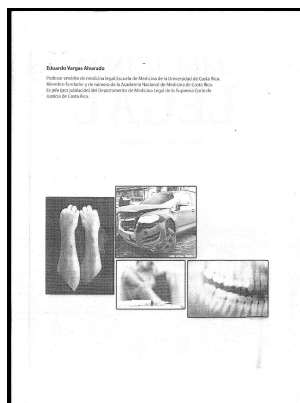 Eduardo Vargas Alvarado
Profesor emérito de medicina legal, Escuela de Medicina de la Universidad de Costa Rica.
Miembro fundador y de número de la Academia Nacional de Medicina de Costa Rica.
Ex jefe (por jubilación) del Departamento de Medicina Legal de la Suprema Corte de
Justicia de Costa Rica.